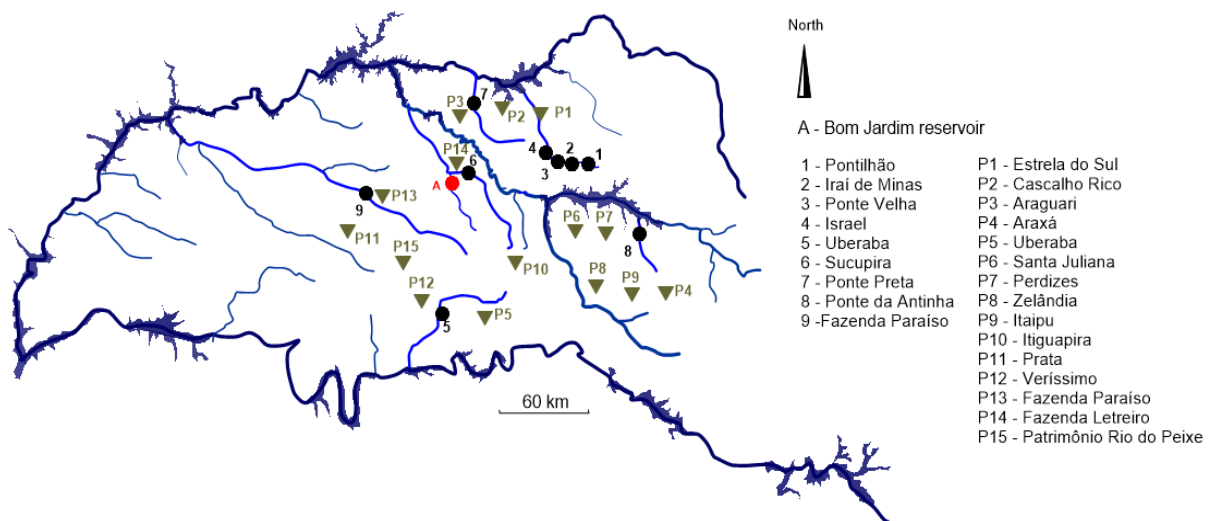 North
A - Bom Jardim reservoir
1 - Pontilhão
2 - Iraí de Minas
3 - Ponte Velha
4 - Israel
5 - Uberaba
6 - Sucupira
7 - Ponte Preta
8 - Ponte da Antinha
9 -Fazenda Paraíso
P1 - Estrela do Sul
P2 - Cascalho Rico
P3 - Araguari
P4 - Araxá
P5 - Uberaba
P6 - Santa Juliana
P7 - Perdizes
P8 - Zelândia
P9 - Itaipu
P10 - Itiguapira
P11 - Prata
P12 - Veríssimo
P13 - Fazenda Paraíso
P14 - Fazenda Letreiro
P15 - Patrimônio Rio do Peixe
7
P3
P2
P1
4
2
1
3
P14
6
A
P13
9
P11
P15
P10
P12
5
P5
P6
P7
8
P8
P9
P4
60 km